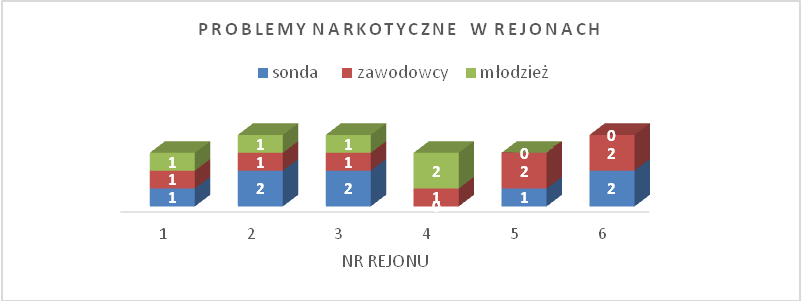 PROBLEMY NARKOTYCZNE W REJONACH
sonda zawodowcy młodzież
1 1 1 2 0 0
1 1 1 1 2 2
1 2 2 0 1 2
1 2 3 4 5 6
NR REJONU